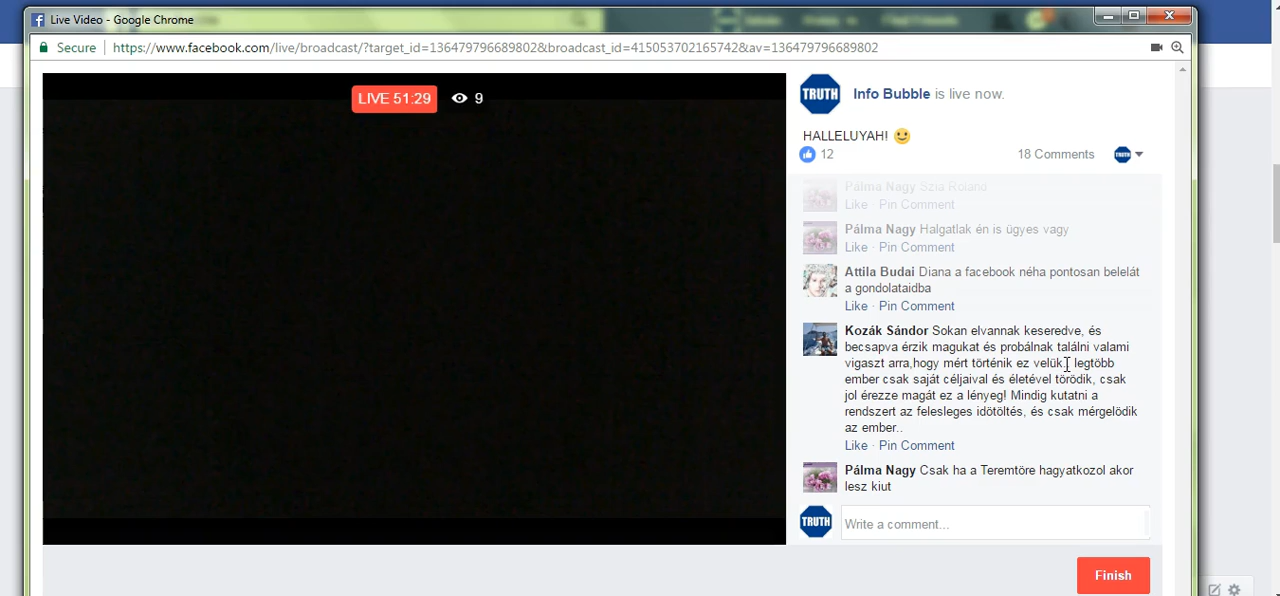 Live Video - Google Chrome
Secure
https://www.facebook.com/live/broadcast/?target_id=136479796689802&broadcast_id=415053702165742&av=136479796689802
LIVE 51:29 9
TRUTH
Info Bubble is live now.
HALLELUYAH!
12
18 Comments
TRUTH
Pálma Nagy Szia Roland
Like · Pin Comment
Pálma Nagy Halgatlak én is ügyes vagy
Like · Pin Comment
Attila Budai Diana a facebook néha pontosan belelát
a gondolataidba
Like · Pin Comment
Kozák Sándor Sokan elvannak keseredve, és
becsapva érzik magukat és probálnak találni valami
vigaszt arra,hogy mért történik ez velük, legtöbb
ember csak saját céljaival és életével törödik, csak
jol érezze magát ez a lényeg! Mindig kutatni a
rendszert az felesleges idötöltés, és csak mérgelödik
az ember..
Like · Pin Comment
Pálma Nagy Csak ha a Teremtöre hagyatkozol akor
lesz kiut
TRUTH
Write a comment...
Finish